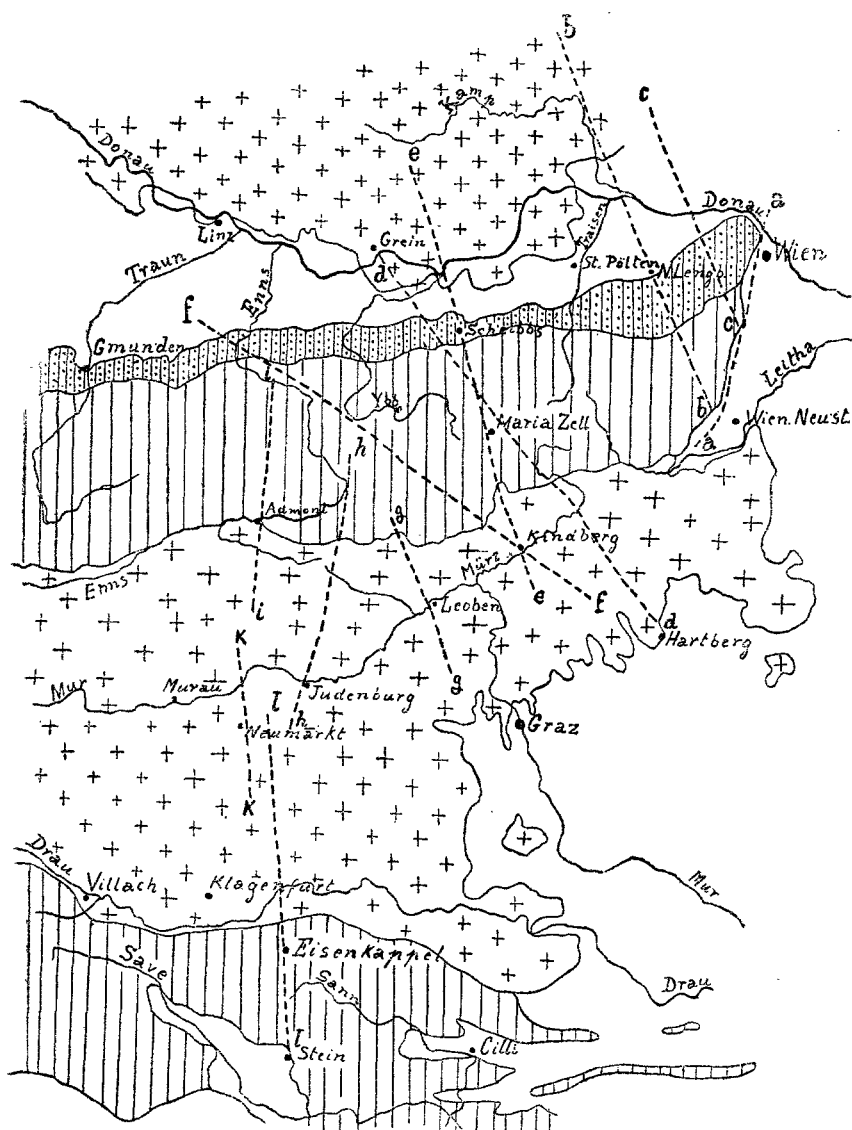 b
c
Kamp
e
Donau
Donau
a
Linz
Grein
Traisen
Wien
Traun
Enns
d
St. Pölten
N. Lengb
f
Scheibbs
c
Gmunden
Leitha
Ybbs
b
Maria Zell
Wien. Neust.
a
h
g
Admont
Kindberg
Enns
Mürz
i
Leoben
e
f
d
Hartberg
K
Mur
Murau
Judenburg
g
l
h
Neumarkt
Graz
K
Drau
Villach
Klagenfurt
Mur
Eisenkappel
Save
Sann
Drau
l
Stein
Cilli